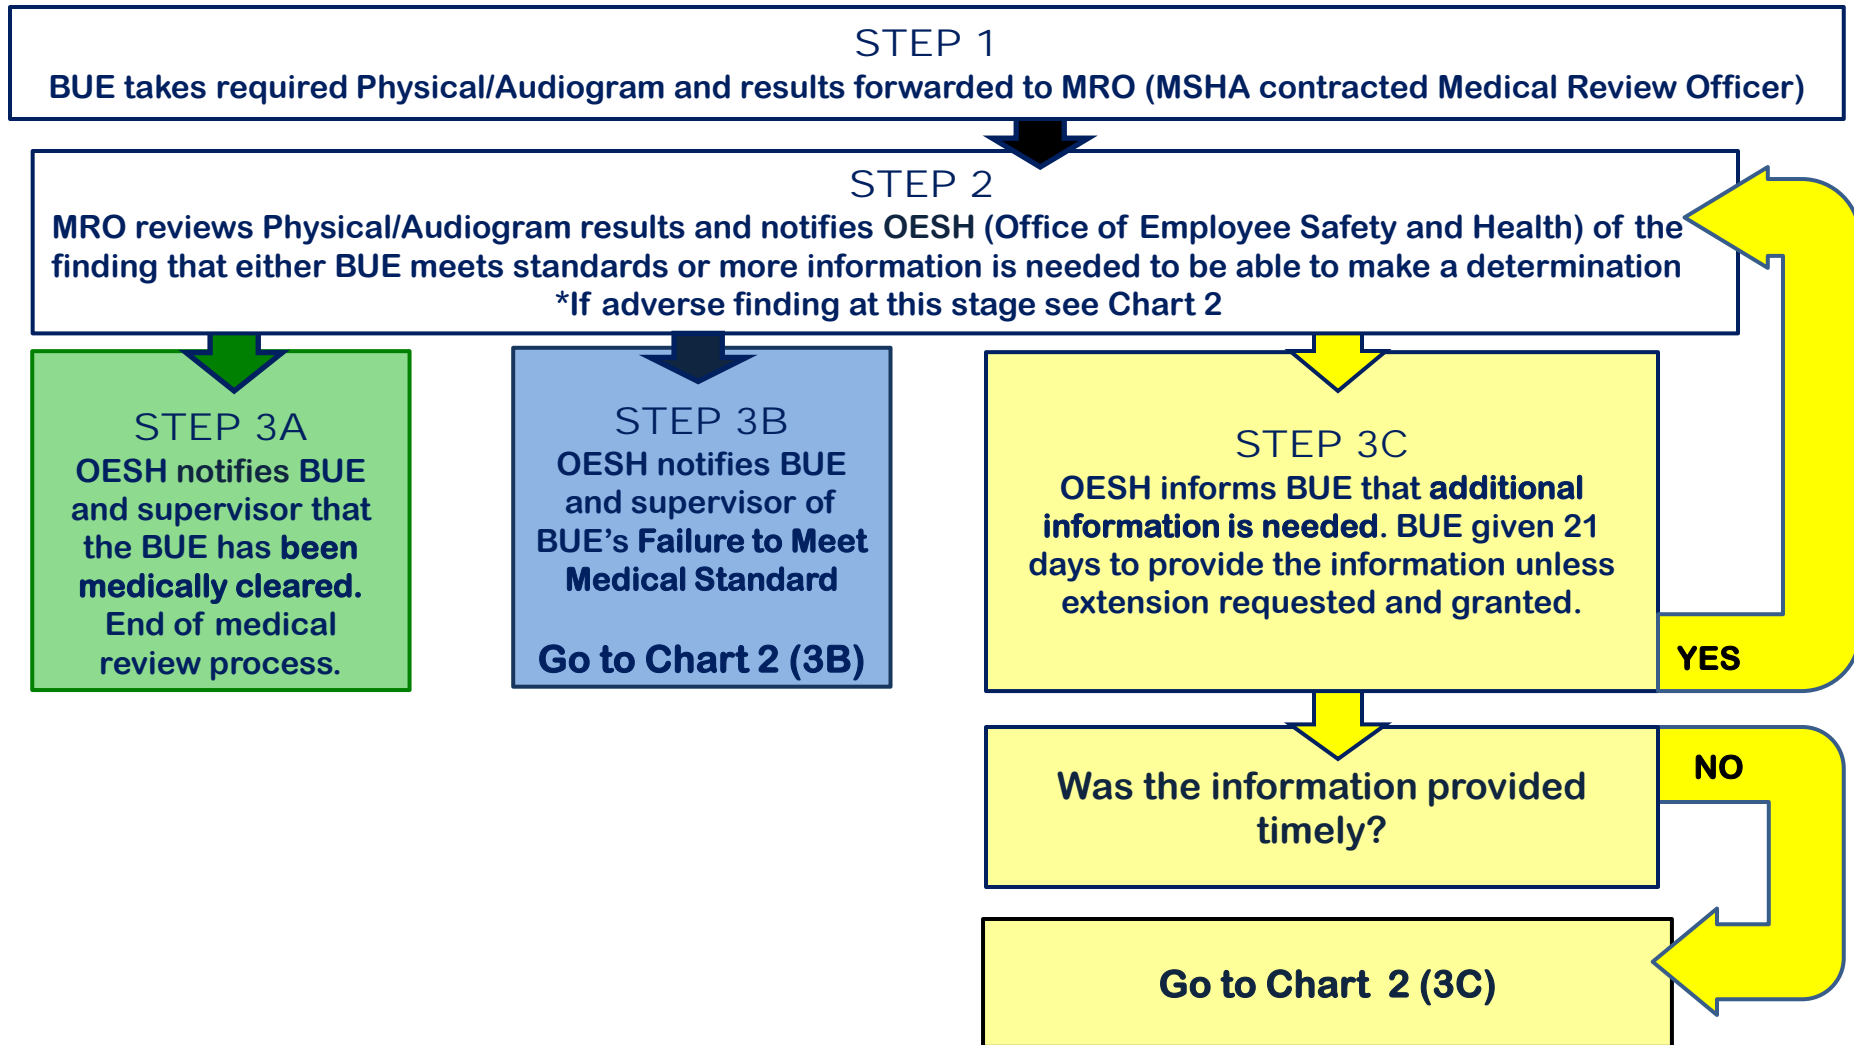 STEP 1
BUE takes required Physical/Audiogram and results forwarded to MRO (MSHA contracted Medical Review Officer)
STEP 2
MRO reviews Physical/Audiogram results and notifies OESH (Office of Employee Safety and Health) of the
finding that either BUE meets standards or more information is needed to be able to make a determination
*If adverse finding at this stage see Chart 2
STEP 3A
OESH notifies BUE
and supervisor that
the BUE has been
medically cleared.
End of medical
review process.
STEP 3B
OESH notifies BUE
and supervisor of
BUE’s Failure to Meet
Medical Standard
Go to Chart 2 (3B)
STEP 3C
OESH informs BUE that additional
information is needed. BUE given 21
days to provide the information unless
extension requested and granted.
YES
Was the information provided
timely?
NO
Go to Chart 2 (3C)